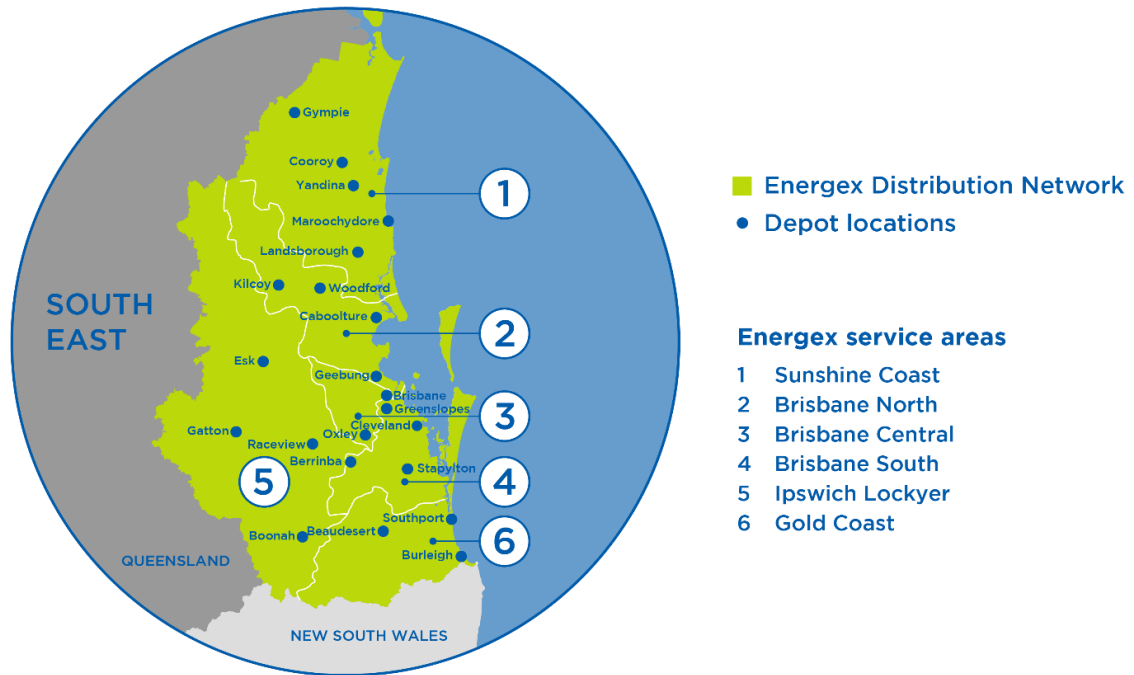 Gympie
Cooroy
Yandina
1
Maroochydore
Landsborough
Kilcoy
Woodford
SOUTH
EAST
Caboolture
2
Esk
Geebung
Brisbane
Greenslopes
3
Cleveland
Gatton
Oxley
Raceview
Berrinba
Stapylton
5
4
Southport
Beaudesert
Boonah
6
Burleigh
QUEENSLAND
NEW SOUTH WALES
Energex Distribution Network
Depot locations
Energex service areas
1 Sunshine Coast
2 Brisbane North
3 Brisbane Central
4 Brisbane South
5 Ipswich Lockyer
6 Gold Coast